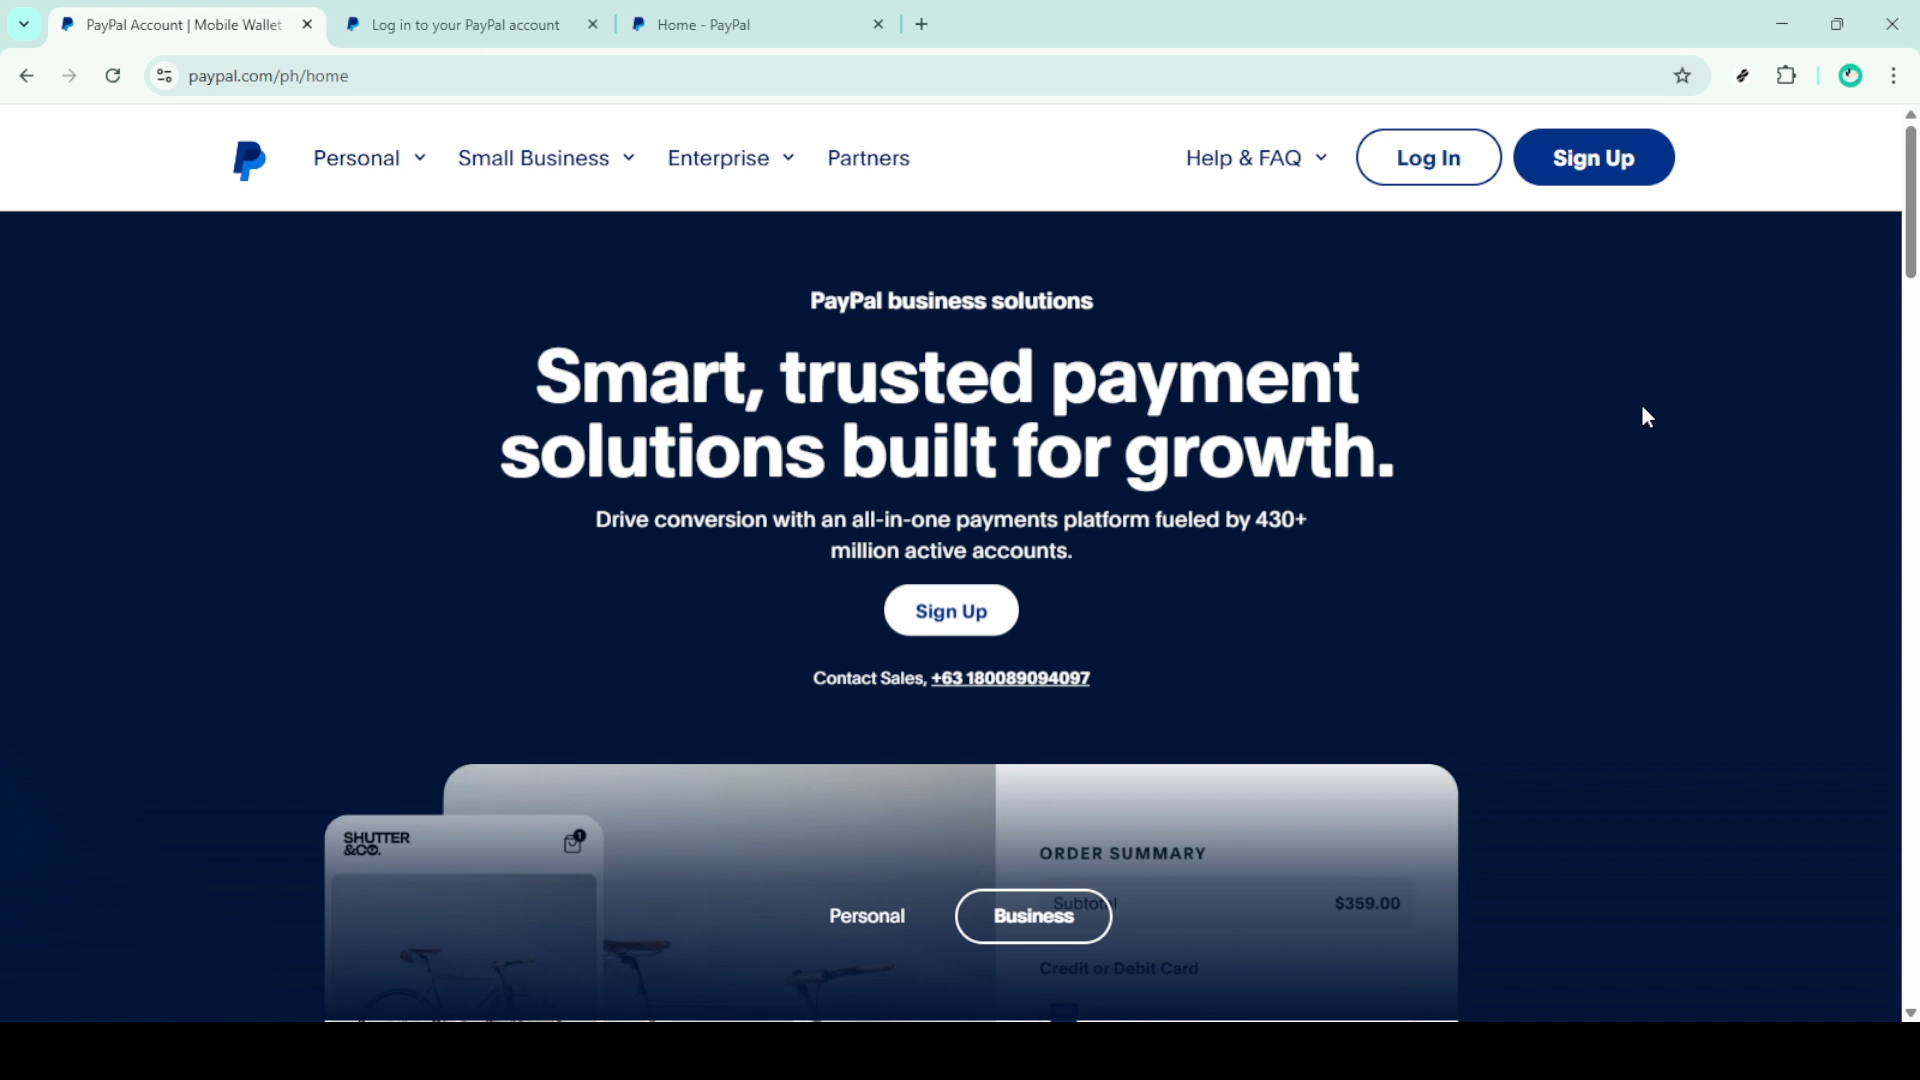 PayPal Account | Mobile Wallet
Log in to your PayPal account
Home - PayPal
paypal.com/ph/home
Personal
Small Business
Enterprise
Partners
Help & FAQ
Log In
Sign Up
PayPal business solutions
Smart, trusted payment
solutions built for growth.
Drive conversion with an all-in-one payments platform fueled by 430+
million active accounts.
Sign Up
Contact Sales, +63 180089094097
SHUTTER
&CO.
1
ORDER SUMMARY
Subtotal
$359.00
Personal
Business
Credit or Debit Card